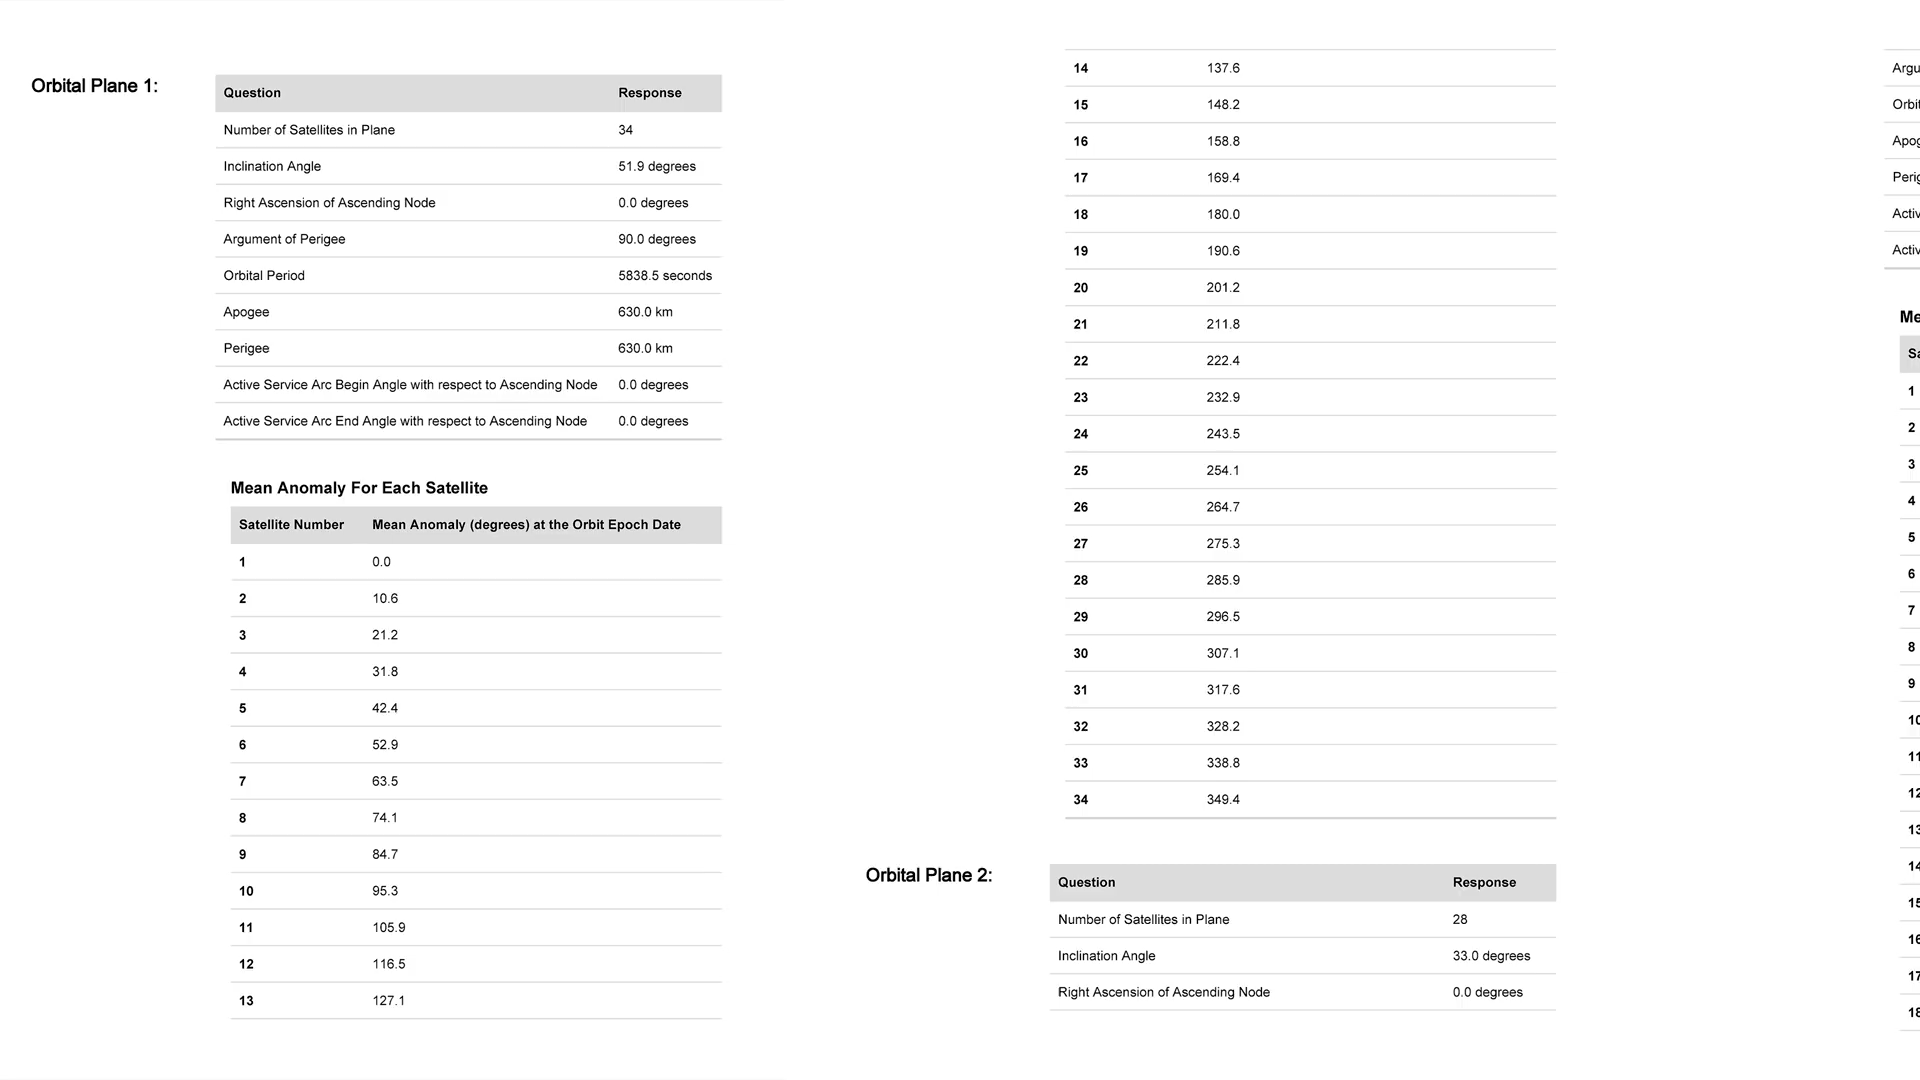 Orbital Plane 1:
Question Response
Number of Satellites in Plane 34
Inclination Angle 51.9 degrees
Right Ascension of Ascending Node 0.0 degrees
Argument of Perigee 90.0 degrees
Orbital Period 5838.5 seconds
Apogee 630.0 km
Perigee 630.0 km
Active Service Arc Begin Angle with respect to Ascending Node 0.0 degrees
Active Service Arc End Angle with respect to Ascending Node 0.0 degrees
Mean Anomaly For Each Satellite
Satellite Number Mean Anomaly (degrees) at the Orbit Epoch Date
1 0.0
2 10.6
3 21.2
4 31.8
5 42.4
6 52.9
7 63.5
8 74.1
9 84.7
10 95.3
11 105.9
12 116.5
13 127.1
14 137.6
15 148.2
16 158.8
17 169.4
18 180.0
19 190.6
20 201.2
21 211.8
22 222.4
23 232.9
24 243.5
25 254.1
26 264.7
27 275.3
28 285.9
29 296.5
30 307.1
31 317.6
32 328.2
33 338.8
34 349.4
Orbital Plane 2:
Question Response
Number of Satellites in Plane 28
Inclination Angle 33.0 degrees
Right Ascension of Ascending Node 0.0 degrees
1
2
3
4
5
6
7
8
9